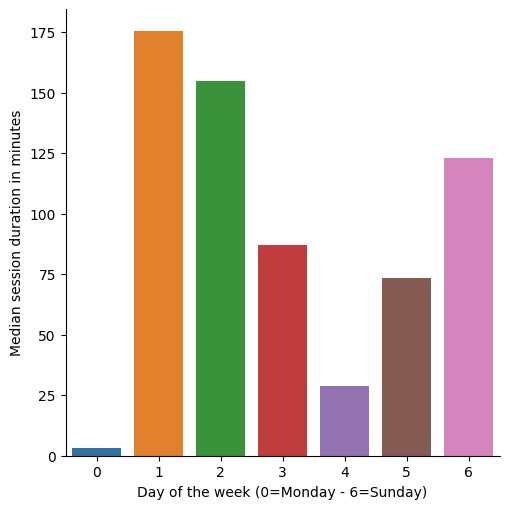 Median session duration in minutes
175
150
125
100
75
50
25
0
0 1 2 3 4 5 6
Day of the week (0=Monday - 6=Sunday)